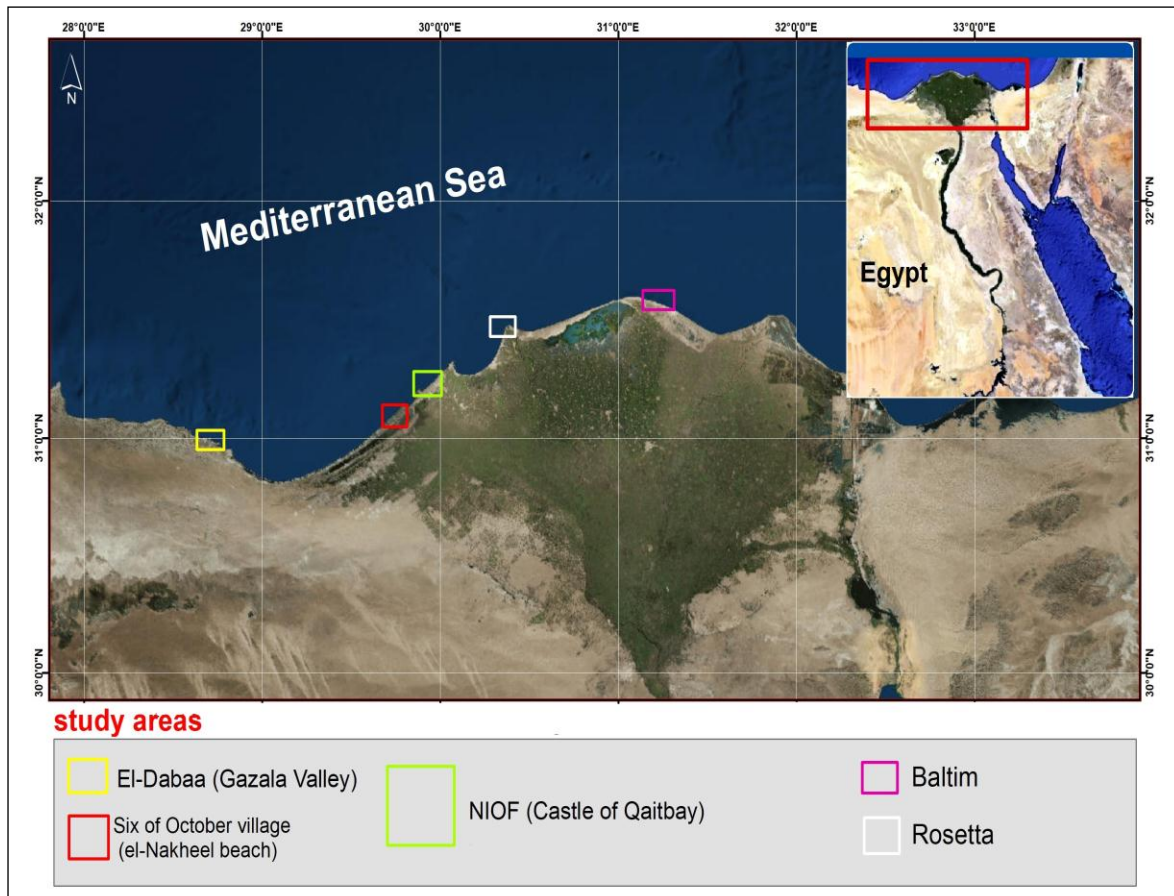 28°0'0"E 29°0'0"E 30°0'0"E 31°0'0"E 32°0'0"E 33°0'0"E
N
Mediterranean Sea
Egypt
32°0'0"N
32°0'0"N
31°0'0"N
31°0'0"N
30°0'0"N
30°0'0"N
study areas
El-Dabaa (Gazala Valley)
Six of October village
(el-Nakheel beach)
NIOF (Castle of Qaitbay)
Baltim
Rosetta